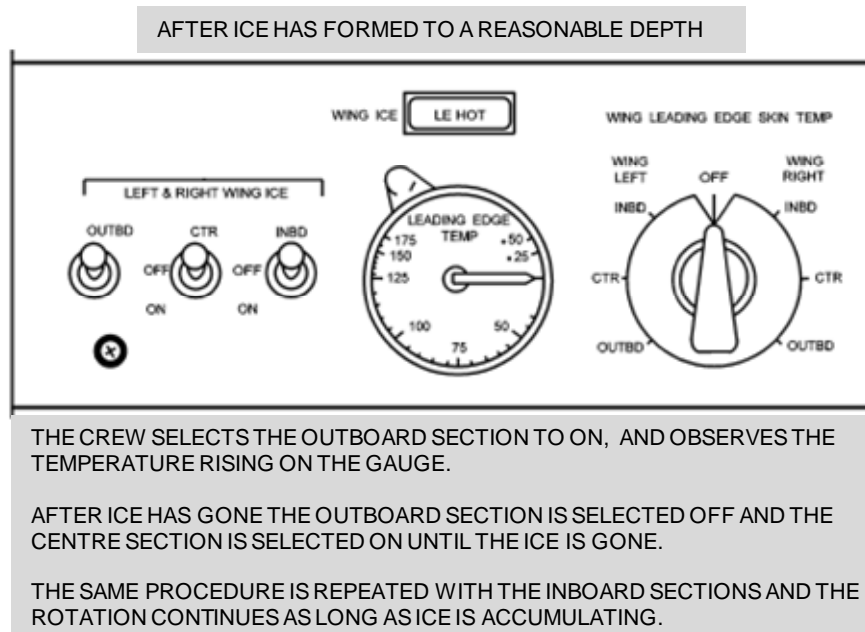 AFTER ICE HAS FORMED TO A REASONABLE DEPTH
WING ICE
LE HOT
WING LEADING EDGE SKIN TEMP
LEFT & RIGHT WING ICE
OUTBD
CTR
INBD
OFF
OFF
ON
ON
LEADING EDGE
TEMP
175
150
125
100
75
50
+25
+50
WING
LEFT
OFF
WING
RIGHT
INBD
INBD
CTR
CTR
OUTBD
OUTBD
THE CREW SELECTS THE OUTBOARD SECTION TO ON, AND OBSERVES THE
TEMPERATURE RISING ON THE GAUGE.
AFTER ICE HAS GONE THE OUTBOARD SECTION IS SELECTED OFF AND THE
CENTRE SECTION IS SELECTED ON UNTIL THE ICE IS GONE.
THE SAME PROCEDURE IS REPEATED WITH THE INBOARD SECTIONS AND THE
ROTATION CONTINUES AS LONG AS ICE IS ACCUMULATING.